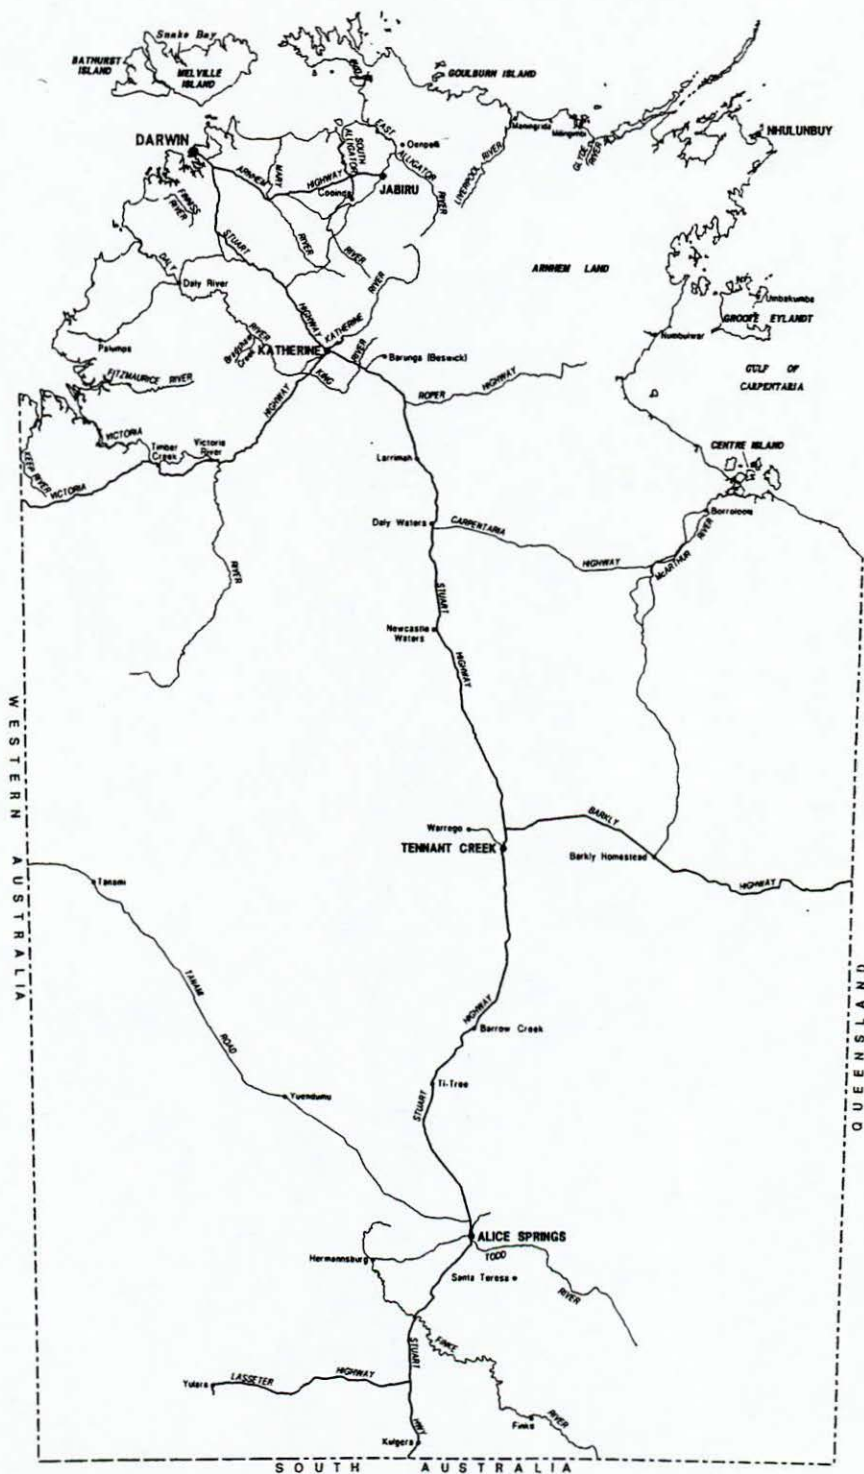 Snake Bay
BATHURST
ISLAND
MELVILLE
ISLAND
GOULBURN ISLAND
DARWIN
EAST
ALLIGATOR
RIVER
SOUTH
ALLIGATOR
RIVER
Oenpelli
Maningrida
Milingimbi
NHULUNBUY
GLYDE
RIVER
LIVERPOOL RIVER
ARNHEM
HIGHWAY
MARY
RIVER
Cooinda
JABIRU
FINNISS
RIVER
STUART
HIGHWAY
ARNHEM LAND
DALY
RIVER
Daly River
KATHERINE
RIVER
Umbakumba
GROOTE EYLANDT
Numbulwar
Palumpa
Bradshaw
Creek
KATHERINE
Barunga (Beswick)
KING
RIVER
FITZMAURICE RIVER
HIGHWAY
GULF OF
CARPENTARIA
ROPER
HIGHWAY
VICTORIA
Timber
Creek
Victoria
River
Larrimah
CENTRE ISLAND
KEEP RIVER
VICTORIA
Borroloola
Daly Waters
CARPENTARIA
HIGHWAY
McARTHUR
RIVER
RIVER
STUART
Newcastle
Waters
HIGHWAY
WESTERN AUSTRALIA
Warrego
BARKLY
TENNANT CREEK
Barkly Homestead
HIGHWAY
Tanami
TANAMI
ROAD
QUEENSLAND
HIGHWAY
Barrow Creek
Ti-Tree
Yuendumu
STUART
ALICE SPRINGS
Hermannsburg
TODD
RIVER
Santa Teresa
STUART
FINKE
RIVER
Yulara
LASSETER
HIGHWAY
Finke
HWY
Kulgera
SOUTH AUSTRALIA